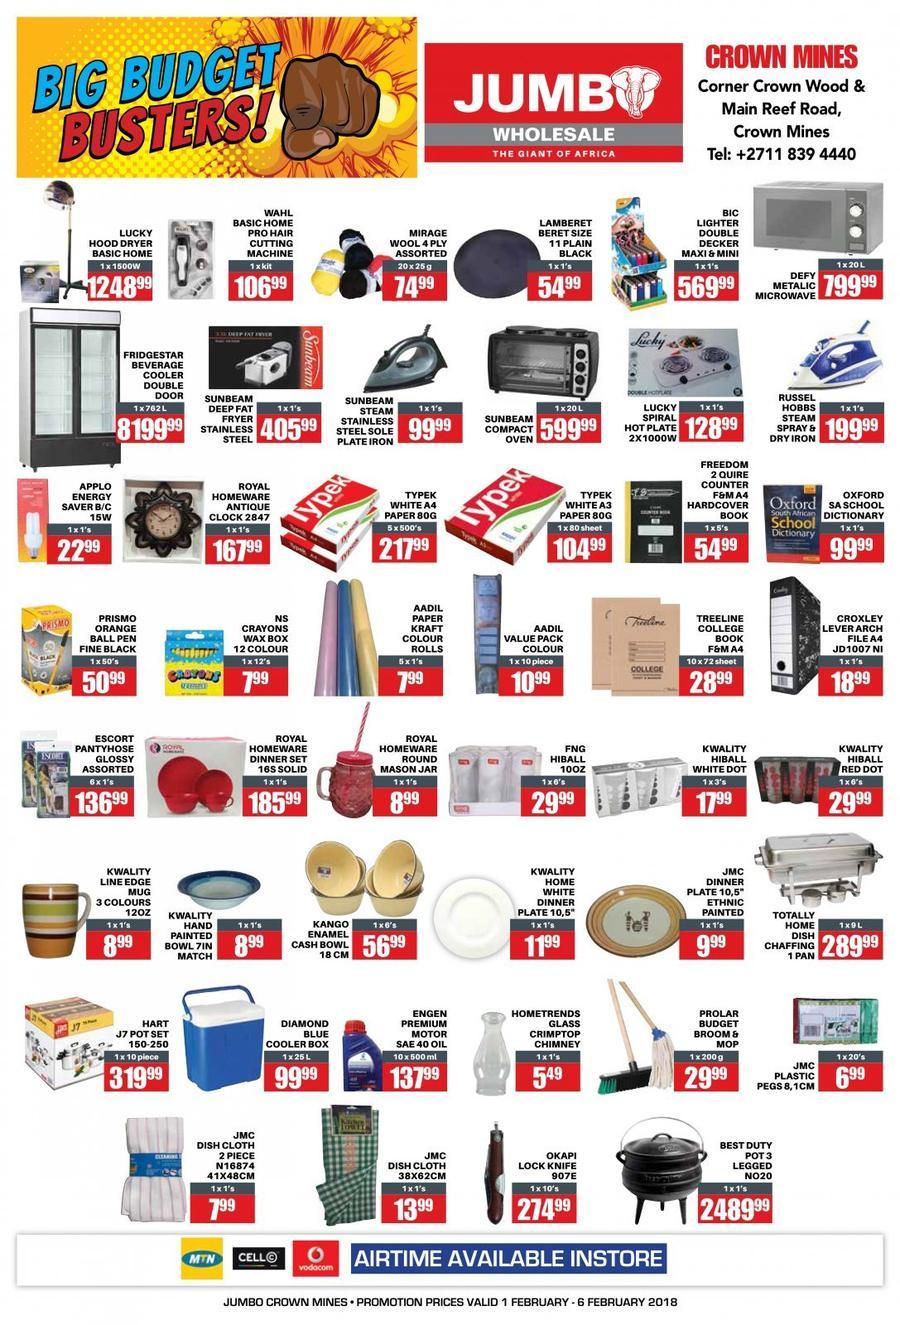 BIG BUDGET
BUSTERS!
JUMBO
WHOLESALE
THE GIANT OF AFRICA
CROWN MINES
Corner Crown Wood &
Main Reef Road,
Crown Mines
Tel: +2711 839 4440
LUCKY
HOOD DRYER
BASIC HOME
1 x 1500W
1248 99
WAHL
BASIC HOME
PRO HAIR
CUTTING
MACHINE
1 x kit
106 99
MIRAGE
WOOL 4 PLY
ASSORTED
20 x 25 g
74 99
LAMBERET
BERET SIZE
11 PLAIN
BLACK
1 x 1's
54 99
BIC
LIGHTER
DOUBLE
DECKER
MAXI & MINI
1 x 1's
569 99
DEFY
METALIC
MICROWAVE
1 x 20 L
799 99
FRIDGESTAR
BEVERAGE
COOLER
DOUBLE
DOOR
1 x 762 L
8199 99
SUNBEAM
DEEP FAT
FRYER
STAINLESS
STEEL
1 x 1's
405 99
SUNBEAM
STEAM
STAINLESS
STEEL SOLE
PLATE IRON
1 x 1's
99 99
SUNBEAM
COMPACT
OVEN
1 x 20 L
599 99
LUCKY
SPIRAL
HOT PLATE
2X1000W
1 x 1's
128 99
RUSSEL
HOBBS
STEAM
SPRAY &
DRY IRON
1 x 1's
199 99
APPLO
ENERGY
SAVER B/C
15W
1 x 1's
22 99
ROYAL
HOMEWARE
ANTIQUE
CLOCK 2847
1 x 1's
167 99
TYPEK
WHITE A4
PAPER 80G
5 x 500's
217 99
TYPEK
WHITE A3
PAPER 80G
1 x 80 sheet
104 99
FREEDOM
2 QUIRE
COUNTER
F&M A4
HARDCOVER
BOOK
1 x 5's
54 99
OXFORD
SA SCHOOL
DICTIONARY
1 x 1's
99 99
PRISMO
ORANGE
BALL PEN
FINE BLACK
1 x 50's
50 99
NS
CRAYONS
WAX BOX
12 COLOUR
1 x 12's
7 99
AADIL
PAPER
KRAFT
COLOUR
ROLLS
5 x 1's
7 99
AADIL
VALUE PACK
COLOUR
1 x 10 piece
10 99
TREELINE
COLLEGE
BOOK
F&M A4
10 x 72 sheet
28 99
CROXLEY
LEVER ARCH
FILE A4
JD1007 NI
1 x 1's
18 99
ESCORT
PANTYHOSE
GLOSSY
ASSORTED
6 x 1's
136 99
ROYAL
HOMEWARE
DINNER SET
16S SOLID
1 x 1's
185 99
ROYAL
HOMEWARE
ROUND
MASON JAR
1 x 1's
8 99
FNG
HIBALL
10OZ
1 x 6's
29 99
KWALITY
HIBALL
WHITE DOT
1 x 3's
17 99
KWALITY
HIBALL
RED DOT
1 x 6's
29 99
KWALITY
LINE EDGE
MUG
3 COLOURS
12OZ
1 x 1's
8 99
KWALITY
HAND
PAINTED
BOWL 7IN
MATCH
1 x 1's
8 99
KANGO
ENAMEL
CASH BOWL
18 CM
1 x 6's
56 99
KWALITY
HOME
WHITE
DINNER
PLATE 10,5"
1 x 1's
11 99
JMC
DINNER
PLATE 10,5"
ETHNIC
PAINTED
1 x 1's
9 99
TOTALLY
HOME
DISH
CHAFFING
1 PAN
1 x 9 L
289 99
HART
J7 POT SET
150-250
1 x 10 piece
319 99
DIAMOND
BLUE
COOLER BOX
1 x 25 L
99 99
ENGEN
PREMIUM
MOTOR
SAE 40 OIL
10 x 500 ml
137 99
HOMETRENDS
GLASS
CRIMPTOP
CHIMNEY
1 x 1's
5 49
PROLAR
BUDGET
BROOM &
MOP
1 x 200 g
29 99
JMC
PLASTIC
PEGS 8,1CM
1 x 20's
6 99
JMC
DISH CLOTH
2 PIECE
N16874
41X48CM
1 x 1's
7 99
JMC
DISH CLOTH
38X62CM
1 x 1's
13 99
OKAPI
LOCK KNIFE
907E
1 x 10's
274 99
BEST DUTY
POT 3
LEGGED
NO20
1 x 1's
2489 99
MTN
CELL C
vodacom
AIRTIME AVAILABLE INSTORE
JUMBO CROWN MINES • PROMOTION PRICES VALID 1 FEBRUARY - 6 FEBRUARY 2018